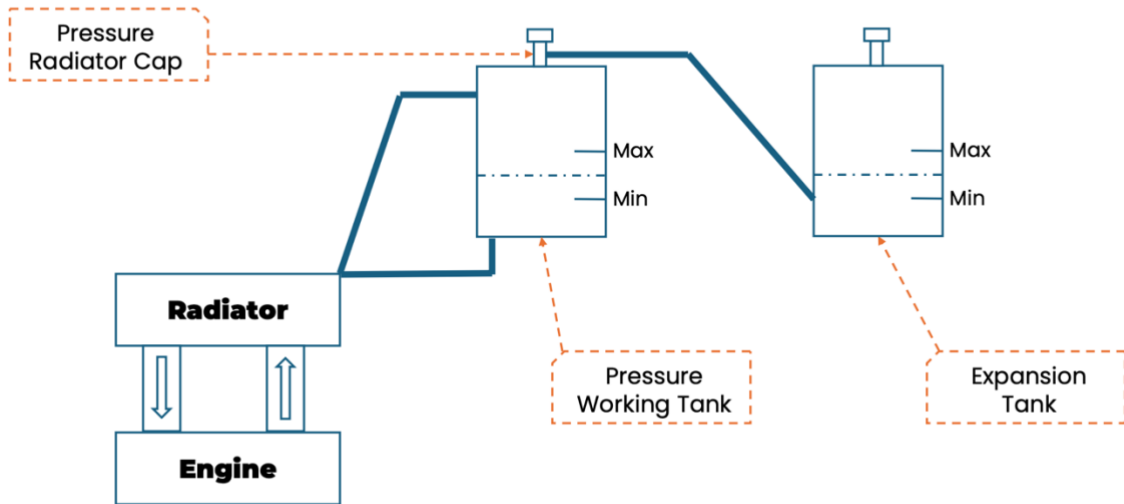 Pressure
Radiator Cap
Max
Min
Max
Min
Radiator
Engine
Pressure
Working Tank
Expansion
Tank